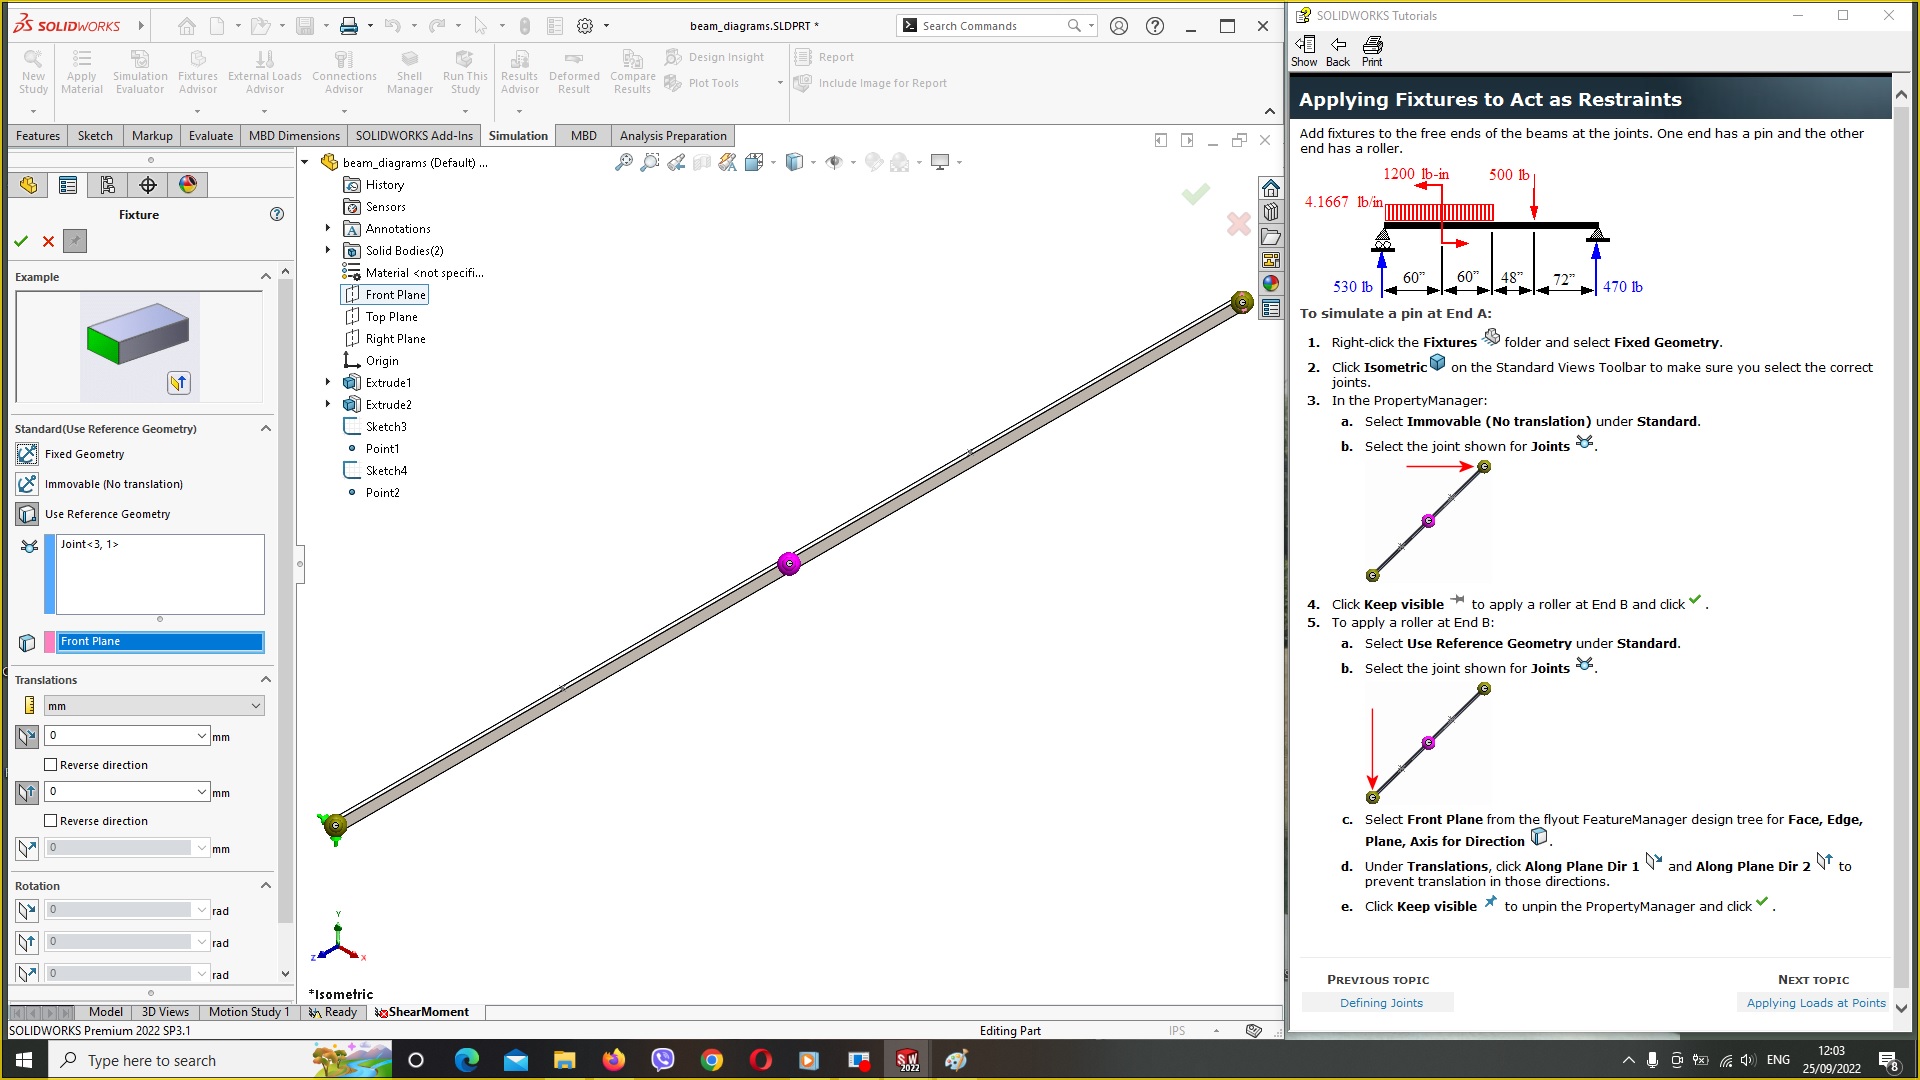 SOLIDWORKS
beam_diagrams.SLDPRT *
Search Commands
New Study
Apply Material
Simulation Evaluator
Fixtures Advisor
External Loads Advisor
Connections Advisor
Shell Manager
Run This Study
Results Advisor
Deformed Result
Compare Results
Design Insight
Plot Tools
Report
Include Image for Report
Features
Sketch
Markup
Evaluate
MBD Dimensions
SOLIDWORKS Add-Ins
Simulation
MBD
Analysis Preparation
Fixture
Example
Standard(Use Reference Geometry)
Fixed Geometry
Immovable (No translation)
Use Reference Geometry
Joint<3, 1>
Front Plane
Translations
mm
0 mm
Reverse direction
0 mm
Reverse direction
0 mm
Rotation
0 rad
0 rad
0 rad
beam_diagrams (Default) ...
History
Sensors
Annotations
Solid Bodies(2)
Material <not specifi...
Front Plane
Top Plane
Right Plane
Origin
Extrude1
Extrude2
Sketch3
Point1
Sketch4
Point2
Y
Z
X
*Isometric
Model
3D Views
Motion Study 1
Ready
ShearMoment
SOLIDWORKS Premium 2022 SP3.1
Editing Part
IPS
SOLIDWORKS Tutorials
Show
Back
Print
Applying Fixtures to Act as Restraints
Add fixtures to the free ends of the beams at the joints. One end has a pin and the other
end has a roller.
1200 lb-in
500 lb
4.1667 lb/in
60”
60”
48”
72”
530 lb
470 lb
To simulate a pin at End A:
1. Right-click the Fixtures folder and select Fixed Geometry.
2. Click Isometric on the Standard Views Toolbar to make sure you select the correct
joints.
3. In the PropertyManager:
a. Select Immovable (No translation) under Standard.
b. Select the joint shown for Joints .
4. Click Keep visible to apply a roller at End B and click .
5. To apply a roller at End B:
a. Select Use Reference Geometry under Standard.
b. Select the joint shown for Joints .
c. Select Front Plane from the flyout FeatureManager design tree for Face, Edge,
Plane, Axis for Direction .
d. Under Translations, click Along Plane Dir 1 and Along Plane Dir 2 to
prevent translation in those directions.
e. Click Keep visible to unpin the PropertyManager and click .
PREVIOUS TOPIC
Defining Joints
NEXT TOPIC
Applying Loads at Points
Type here to search
SW 2022
ENG
12:03
25/09/2022
8